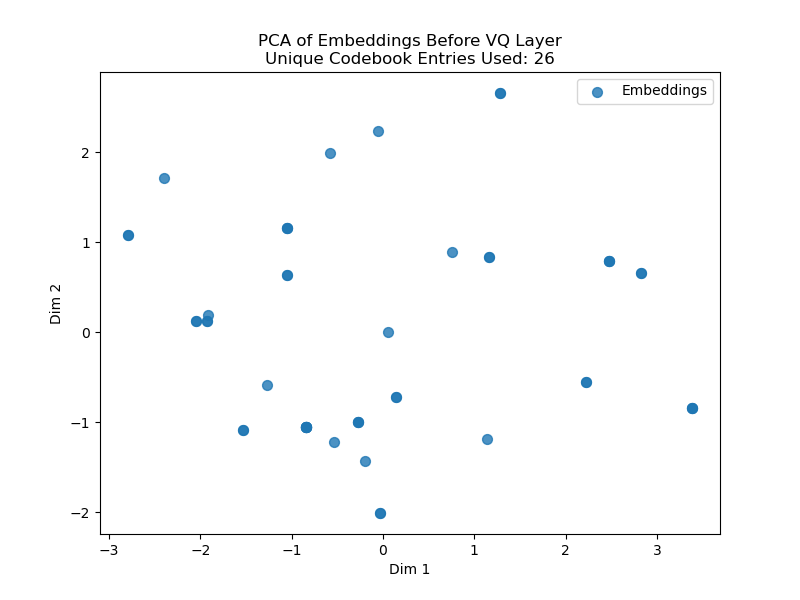 PCA of Embeddings Before VQ Layer
Unique Codebook Entries Used: 26
Embeddings
2
1
0
−1
−2
Dim 2
−3
−2
−1
0
1
2
3
Dim 1